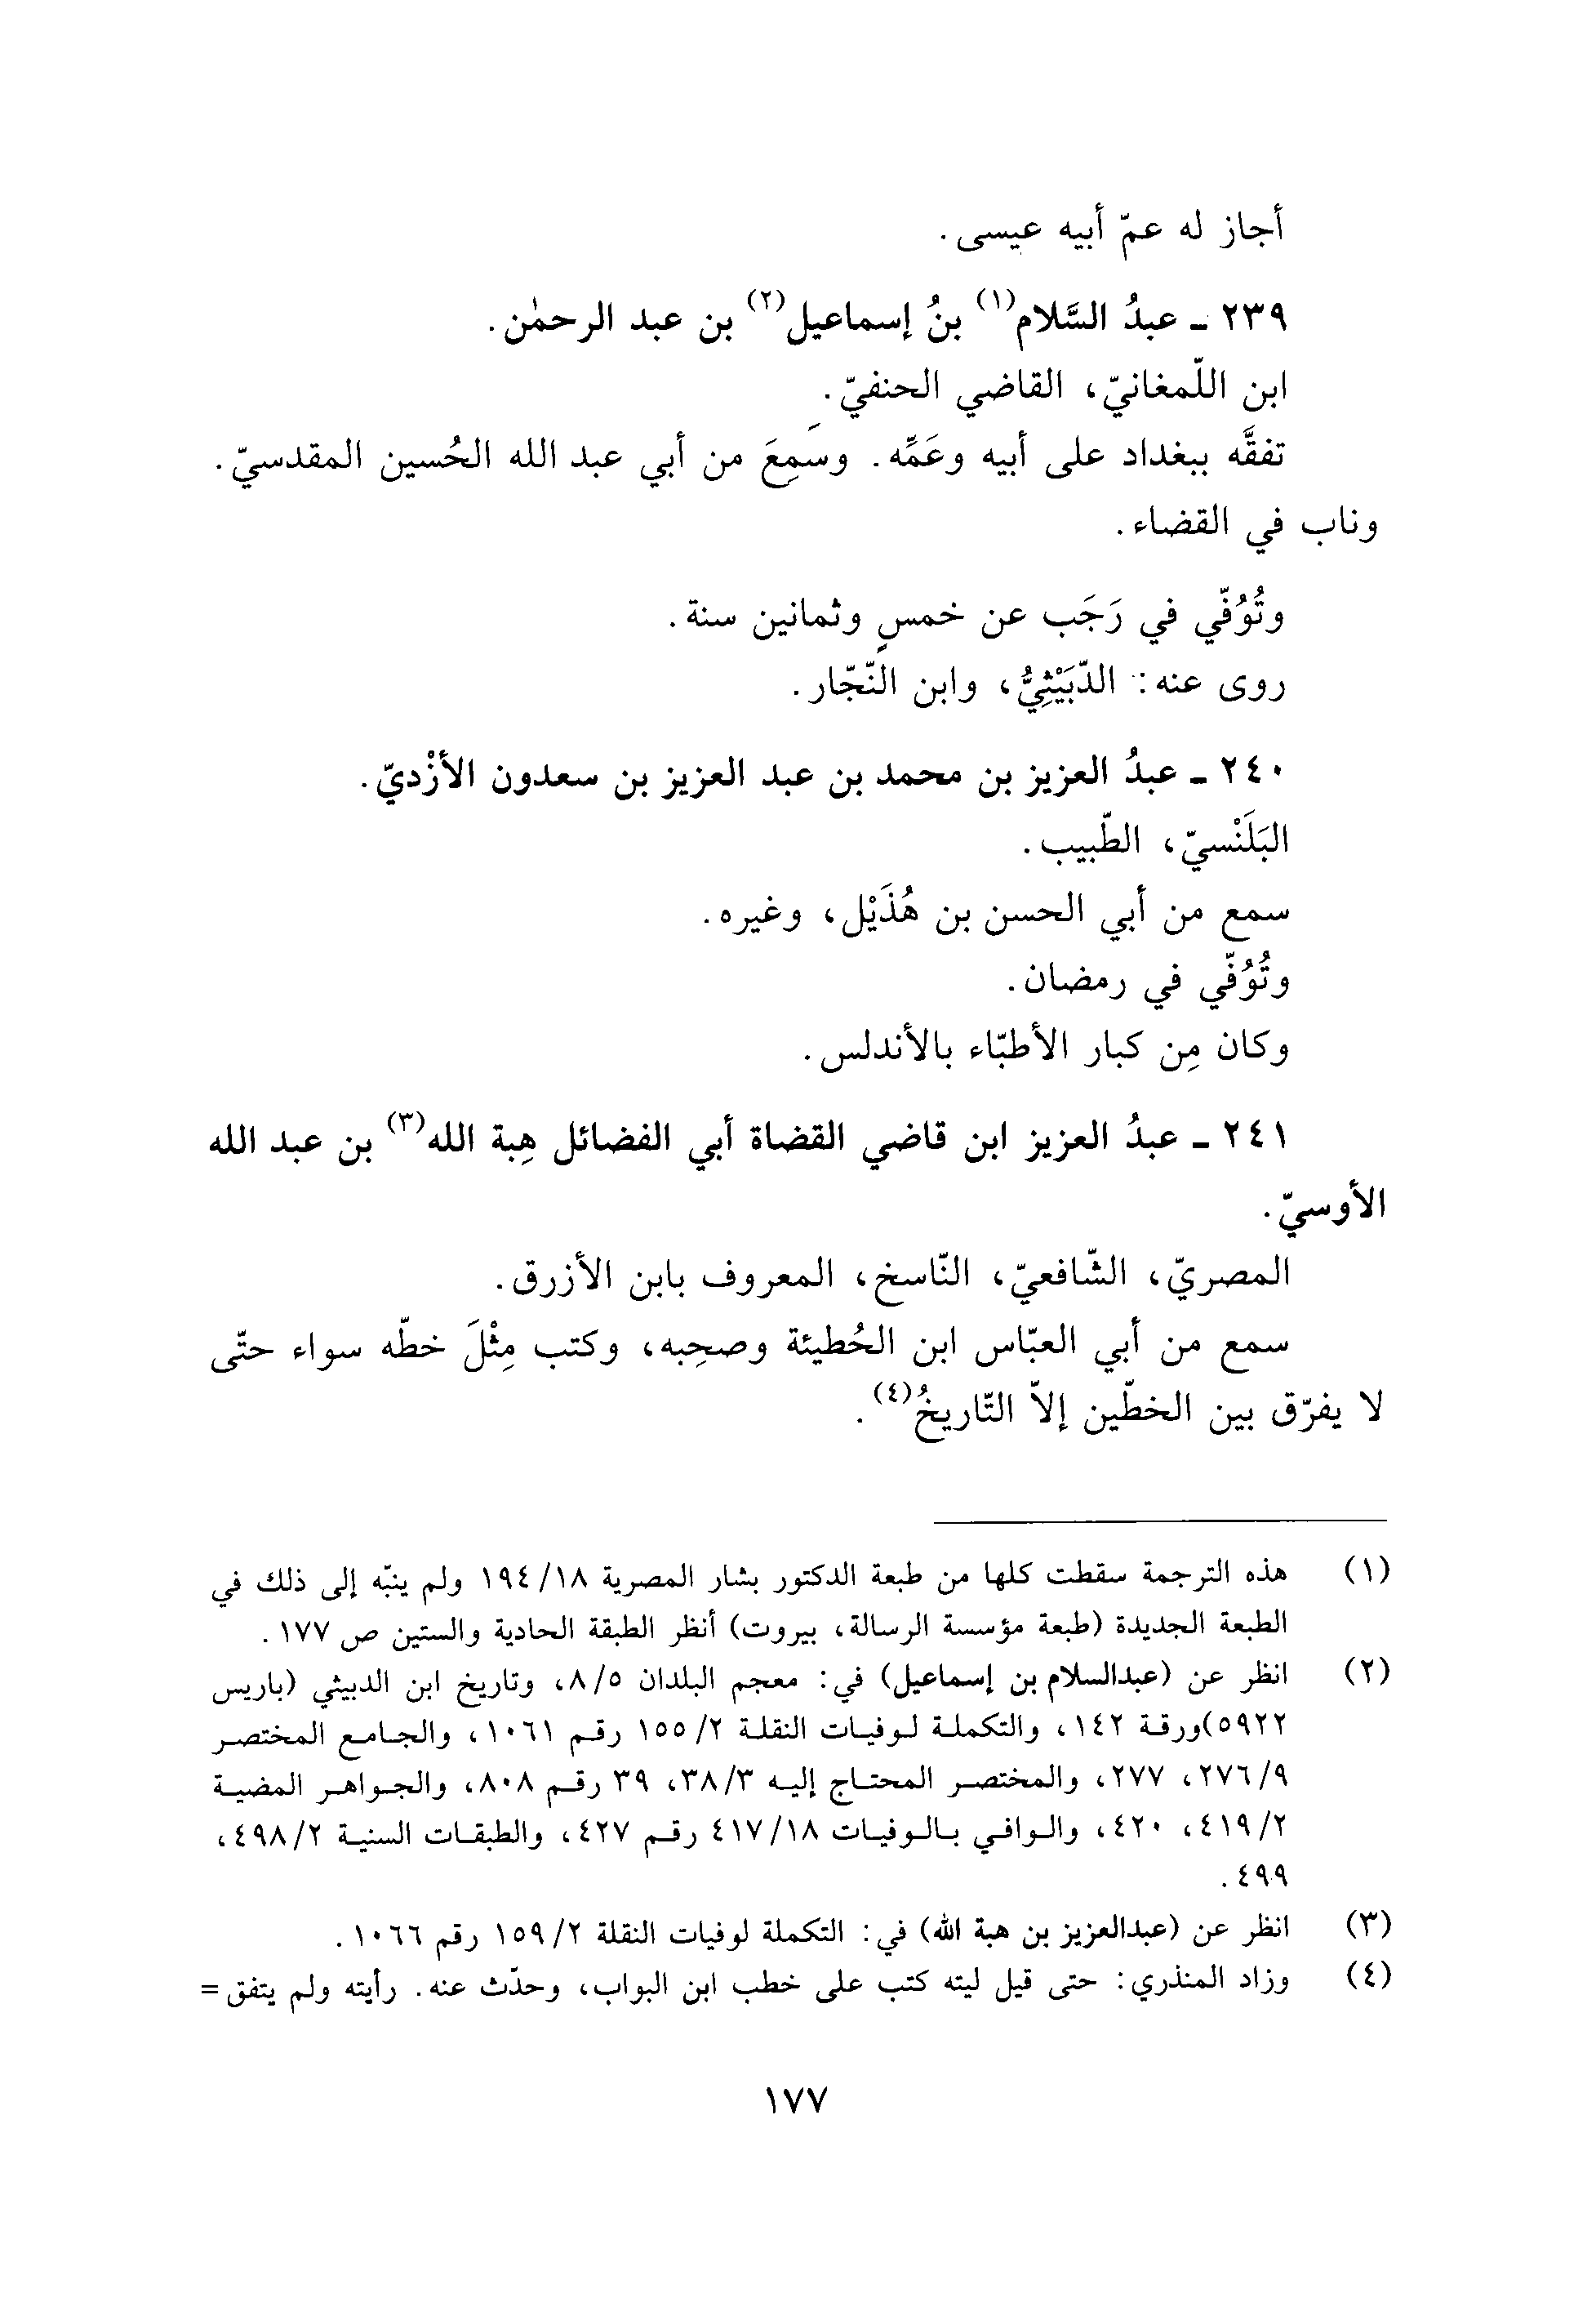 أجاز له عمّ أبيه عيسى.
٢٣٩ ـ عبدُ السَّلام(١) بنُ إسماعيل(٢) بن عبد الرحمٰن.
ابن اللّمغانيّ، القاضي الحنفيّ.
تفقَّه ببغداد على أبيه وعَمِّه. وسَمِعَ من أبي عبد الله الحُسين المقدسيّ.
وناب في القضاء.
وتُوُفّي في رَجَب عن خمسٍ وثمانين سنة.
روى عنه: الدّبَيْثِيُّ، وابن النّجّار.
٢٤٠ ـ عبدُ العزيز بن محمد بن عبد العزيز بن سعدون الأزْديّ.
البَلَنْسيّ، الطّبيب.
سمع من أبي الحسن بن هُذَيْل، وغيره.
وتُوُفّي في رمضان.
وكان مِن كبار الأطبّاء بالأندلس.
٢٤١ ـ عبدُ العزيز ابن قاضي القضاة أبي الفضائل هِبة الله(٣) بن عبد الله
الأوسيّ.
المصريّ، الشّافعيّ، النّاسخ، المعروف بابن الأزرق.
سمع من أبي العبّاس ابن الحُطيئة وصحِبه، وكتب مِثْلَ خطّه سواء حتّى
لا يفرّق بين الخطّين إلاّ التّاريخُ(٤).
(١) هذه الترجمة سقطت كلها من طبعة الدكتور بشار المصرية ١٨/ ١٩٤ ولم ينبّه إلى ذلك في
الطبعة الجديدة (طبعة مؤسسة الرسالة، بيروت) أنظر الطبقة الحادية والستين ص ١٧٧.
(٢) انظر عن (عبدالسلام بن إسماعيل) في: معجم البلدان ٥/ ٨، وتاريخ ابن الدبيثي (باريس
٥٩٢٢)ورقة ١٤٢، والتكملة لوفيات النقلة ٢/ ١٥٥ رقم ١٠٦١، والجامع المختصر
٩/ ٢٧٦، ٢٧٧، والمختصر المحتاج إليه ٣/ ٣٨، ٣٩ رقم ٨٠٨، والجواهر المضية
٢/ ٤١٩، ٤٢٠، والوافي بالوفيات ١٨/ ٤١٧ رقم ٤٢٧، والطبقات السنية ٢/ ٤٩٨،
٤٩٩.
(٣) انظر عن (عبدالعزيز بن هبة الله) في: التكملة لوفيات النقلة ٢/ ١٥٩ رقم ١٠٦٦.
(٤) وزاد المنذري: حتى قيل ليته كتب على خطب ابن البواب، وحدّث عنه. رأيته ولم يتفق =
١٧٧